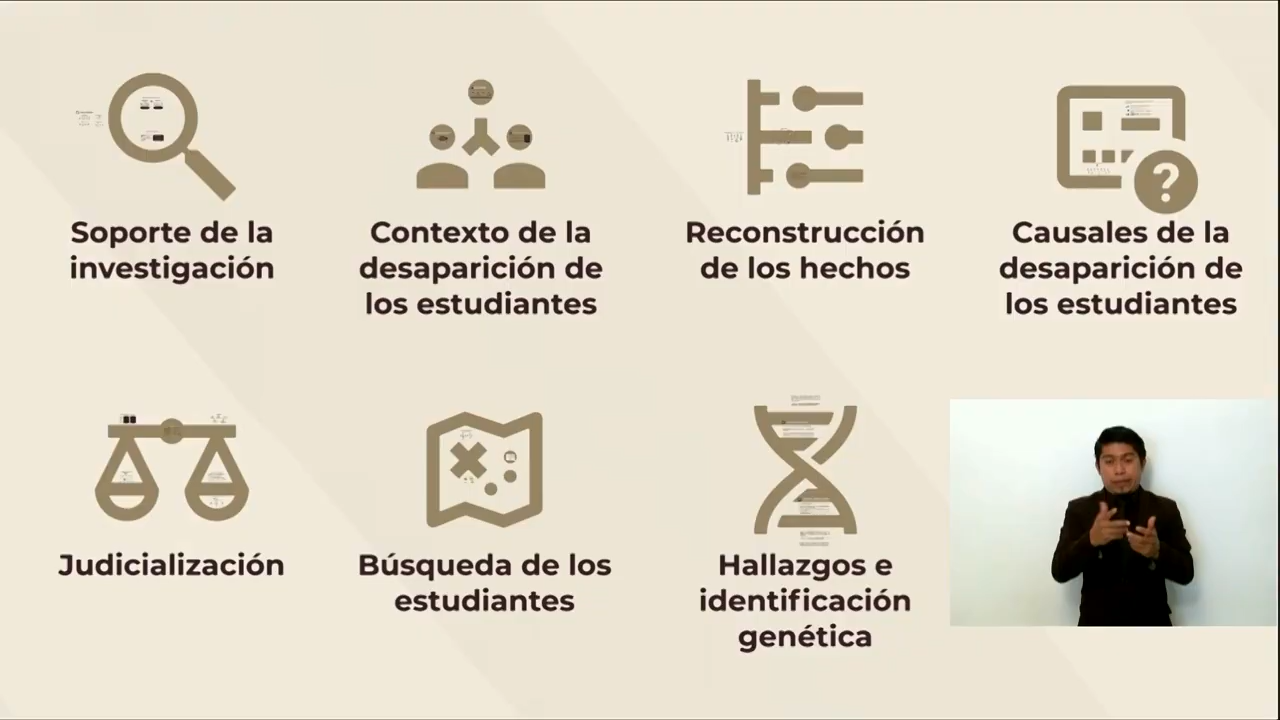 Soporte de la
investigación
Contexto de la
desaparición de
los estudiantes
Reconstrucción
de los hechos
?
Causales de la
desaparición de
los estudiantes
Judicialización
Búsqueda de los
estudiantes
Hallazgos e
identificación
genética